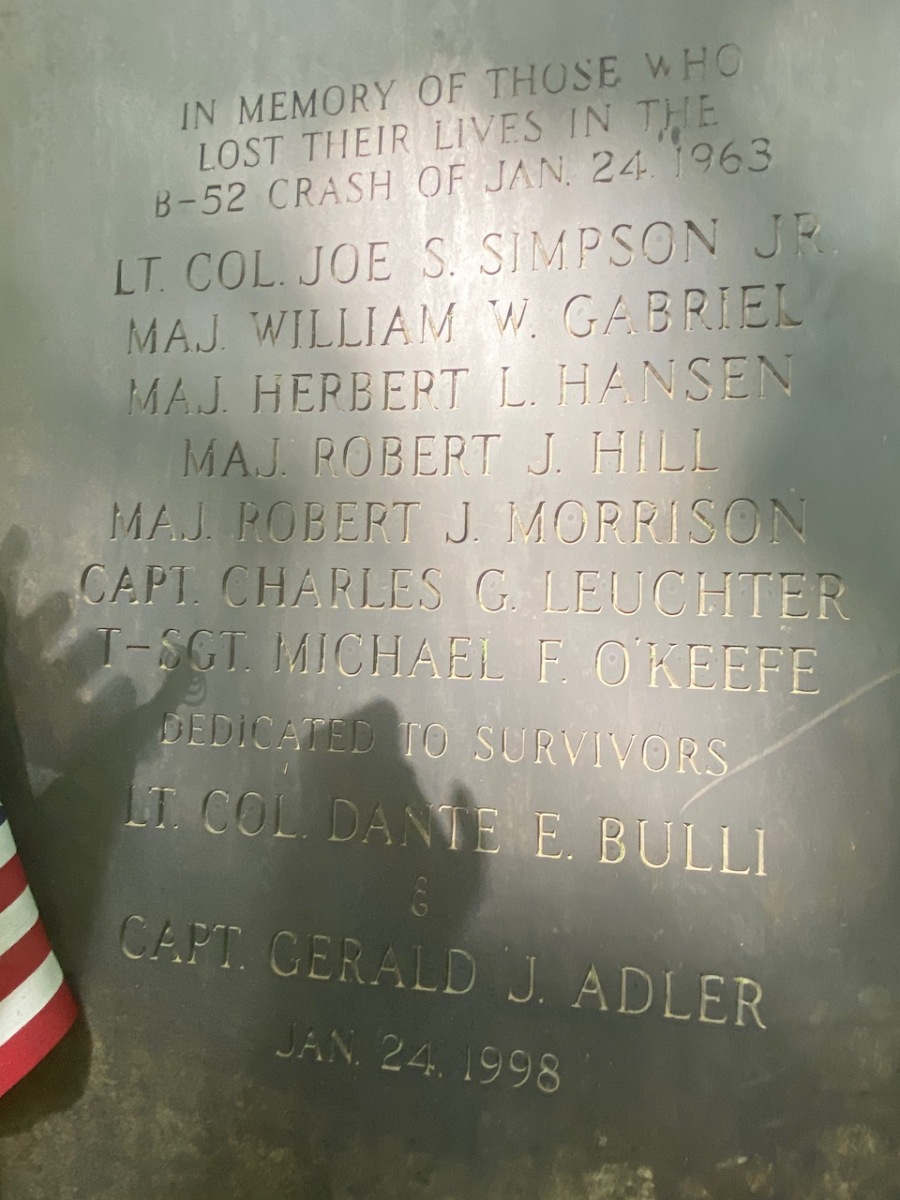 IN MEMORY OF THOSE WHO
LOST THEIR LIVES IN THE
B-52 CRASH OF JAN. 24. 1963
LT. COL. JOE S. SIMPSON JR.
MAJ. WILLIAM W. GABRIEL
MAJ. HERBERT L. HANSEN
MAJ. ROBERT J. HILL
MAJ. ROBERT J. MORRISON
CAPT. CHARLES G. LEUCHTER
T-SGT. MICHAEL F. O'KEEFE
DEDICATED TO SURVIVORS
LT. COL. DANTE E. BULLI
&
CAPT. GERALD J. ADLER
JAN. 24. 1998